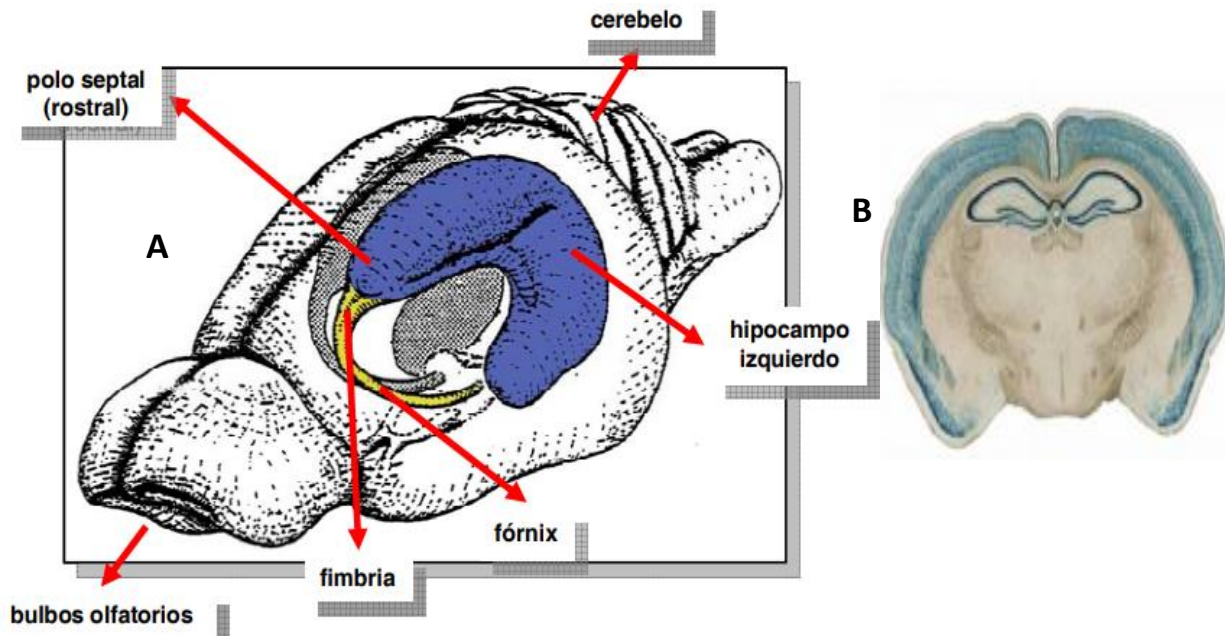 cerebelo
polo septal
(rostral)
A
B
hipocampo
izquierdo
fórnix
fimbria
bulbos olfatorios